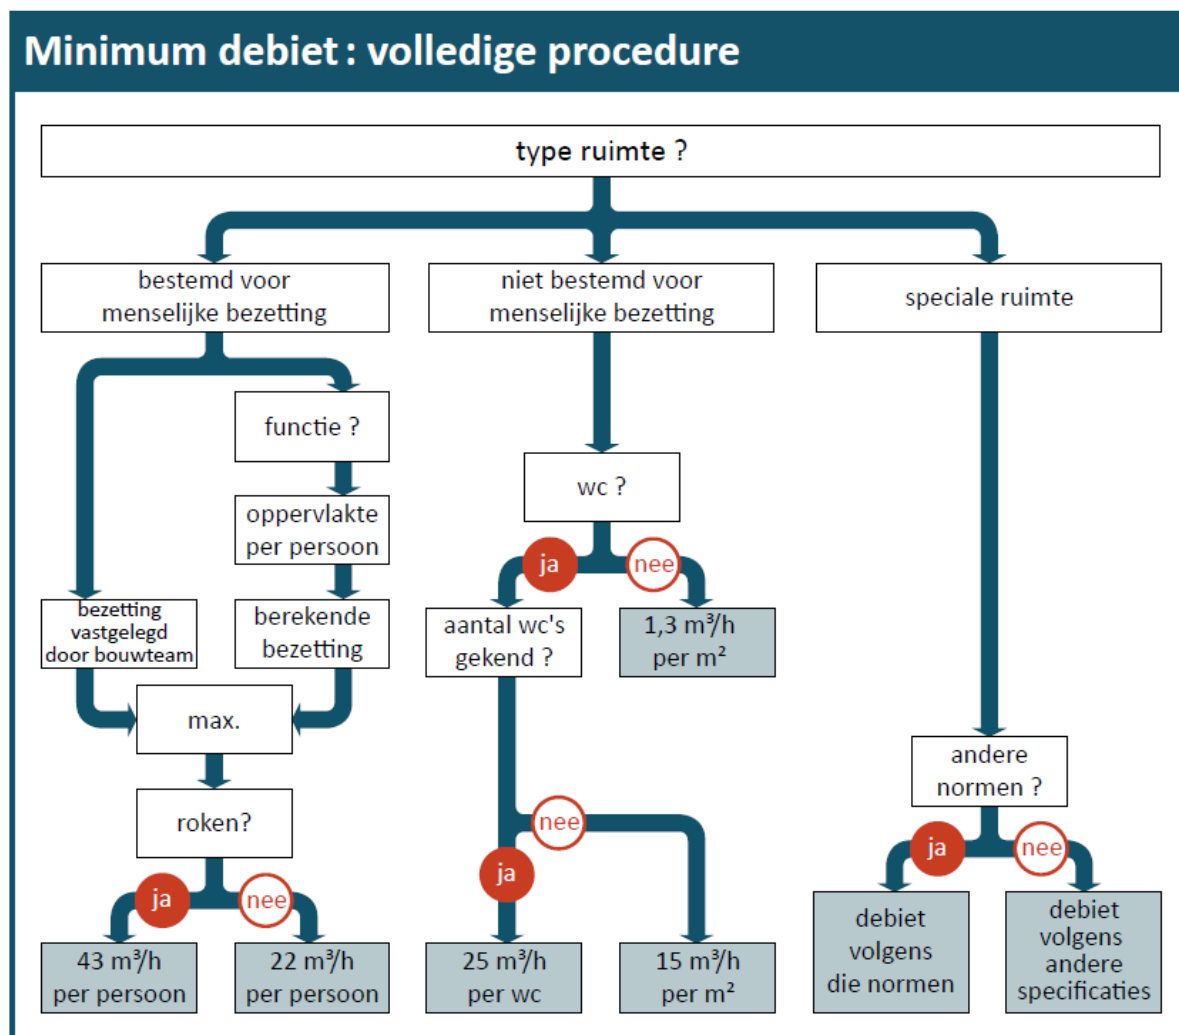 Minimum debiet : volledige procedure
type ruimte ?
bestemd voor
menselijke bezetting
niet bestemd voor
menselijke bezetting
speciale ruimte
functie ?
wc ?
oppervlakte
per persoon
ja
nee
bezetting
vastgelegd
door bouwteam
berekende
bezetting
aantal wc's
gekend ?
1,3 m³/h
per m²
max.
andere
normen ?
roken?
nee
ja
ja
nee
ja
nee
43 m³/h
per persoon
22 m³/h
per persoon
25 m³/h
per wc
15 m³/h
per m²
debiet
volgens
die normen
debiet
volgens
andere
specificaties